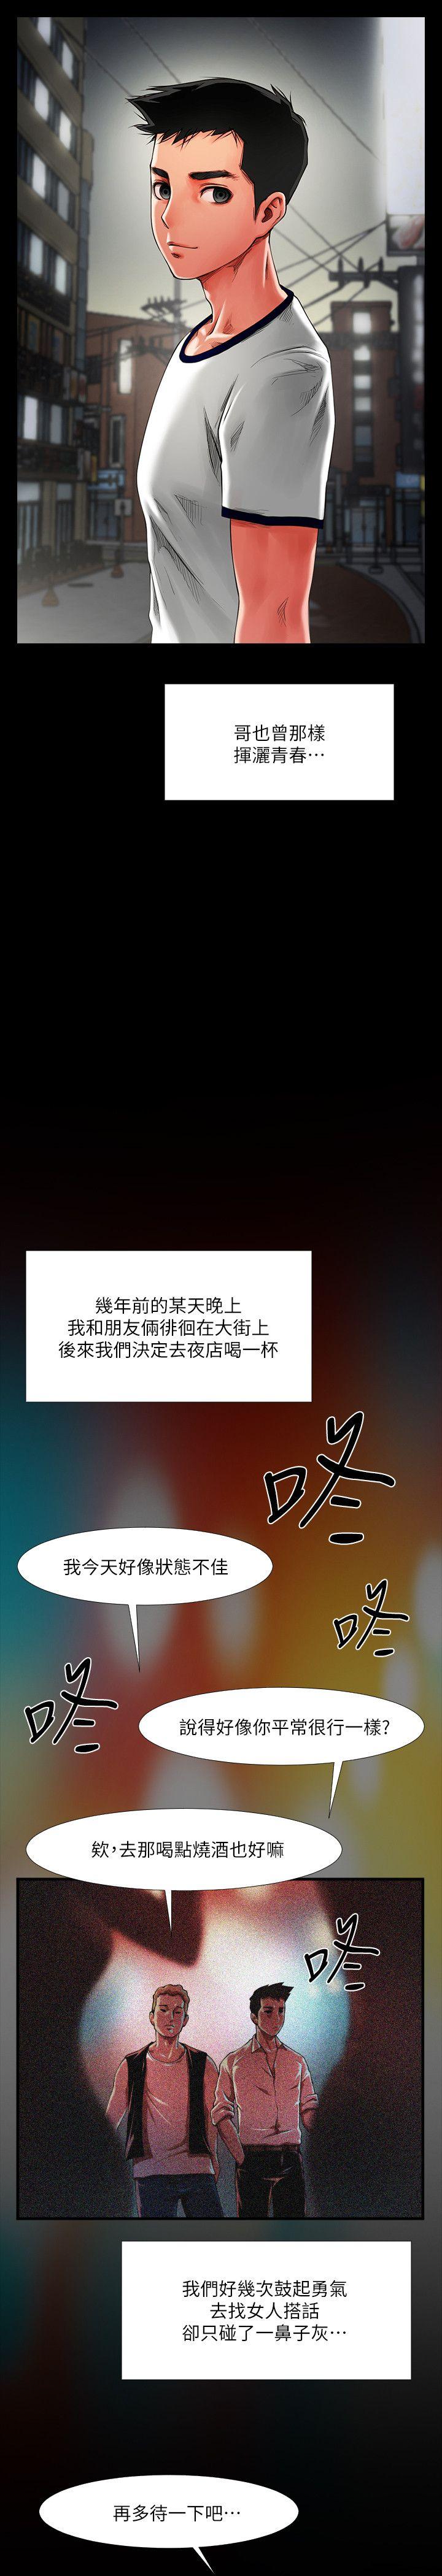 哥也曾那樣
揮灑青春⋯
幾年前的某天晚上
我和朋友倆徘徊在大街上
後來我們決定去夜店喝一杯
咚
我今天好像狀態不佳
咚
咚
說得好像你平常很行一樣?
欸，去那喝點燒酒也好嘛
咚
我們好幾次鼓起勇氣
去找女人搭話
卻只碰了一鼻子灰⋯
再多待一下吧⋯